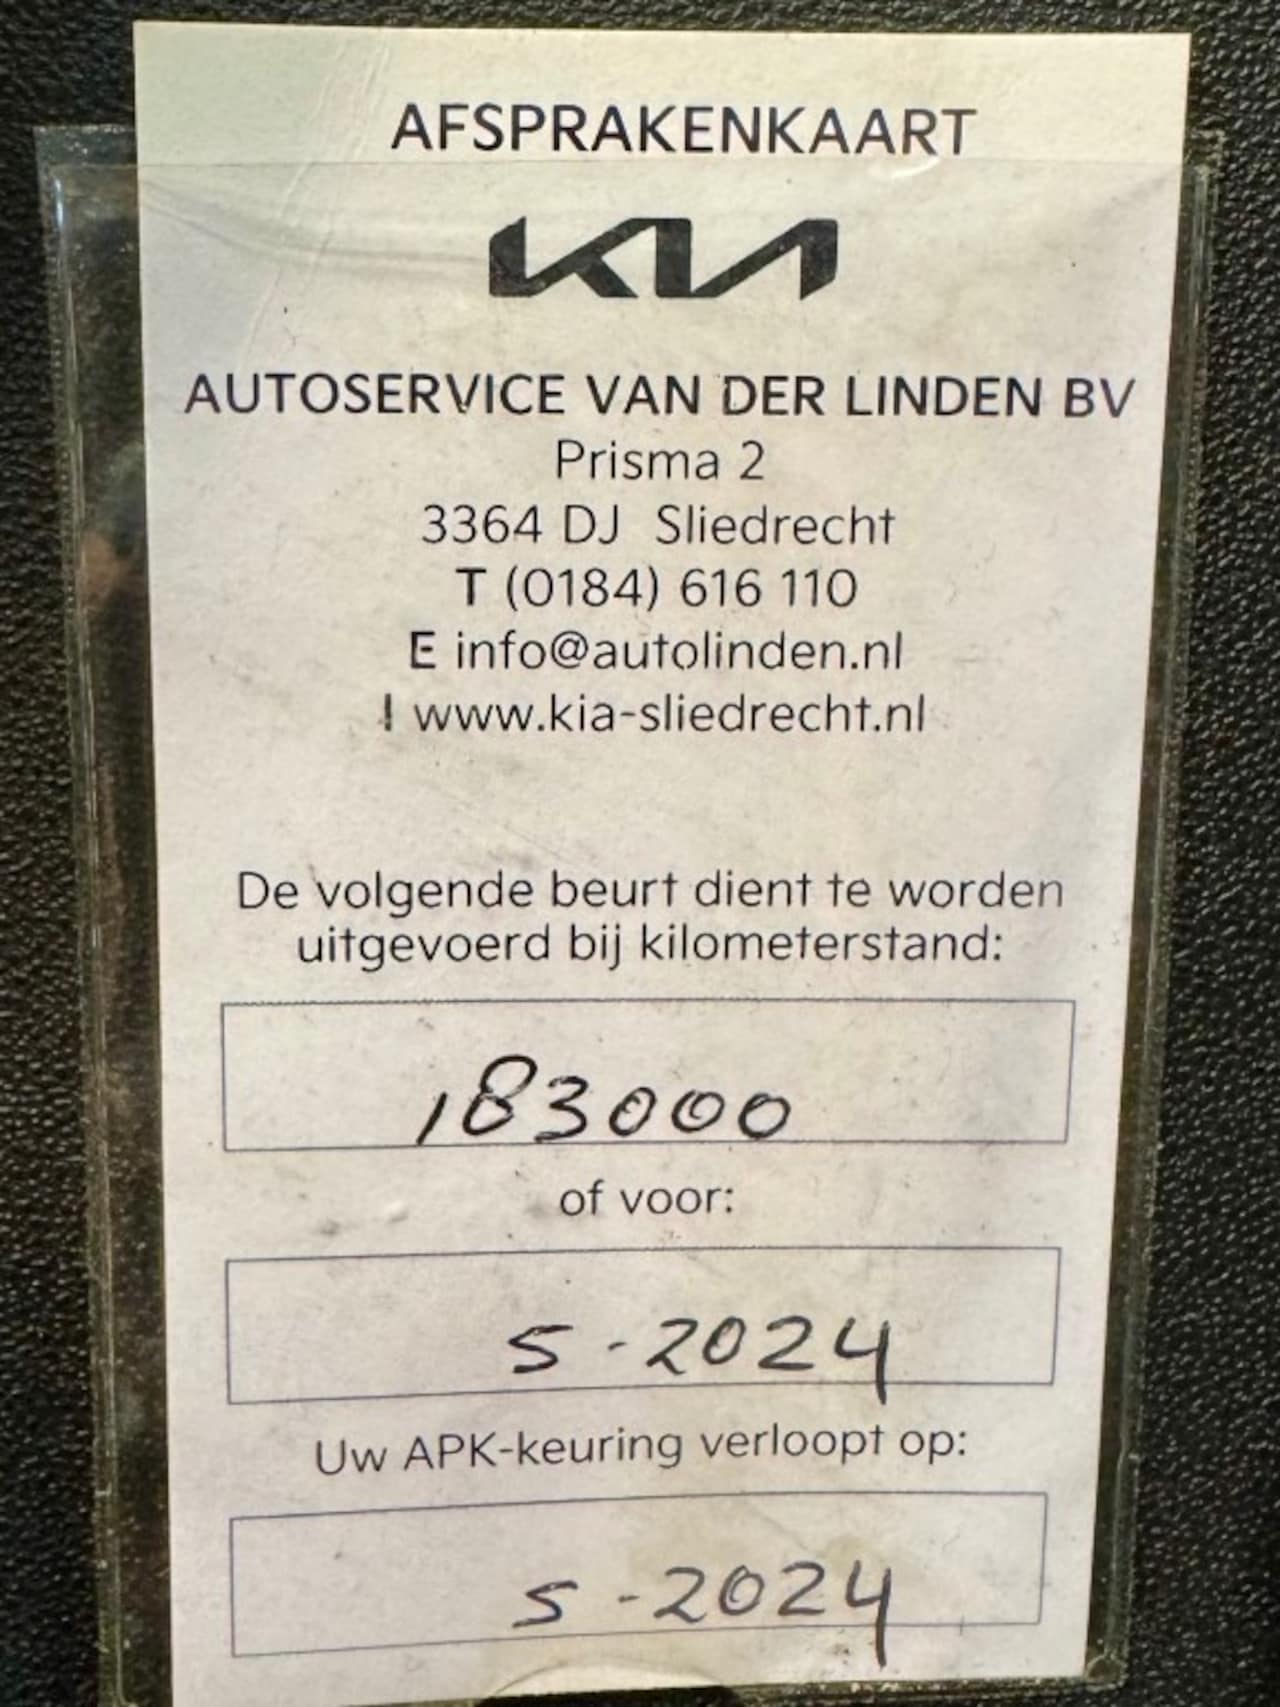 AFSPRAKENKAART
KIA
AUTOSERVICE VAN DER LINDEN BV
Prisma 2
3364 DJ Sliedrecht
T (0184) 616 110
E info@autolinden.nl
I www.kia-sliedrecht.nl
De volgende beurt dient te worden
uitgevoerd bij kilometerstand:
183000
of voor:
5-2024
Uw APK-keuring verloopt op:
5-2024